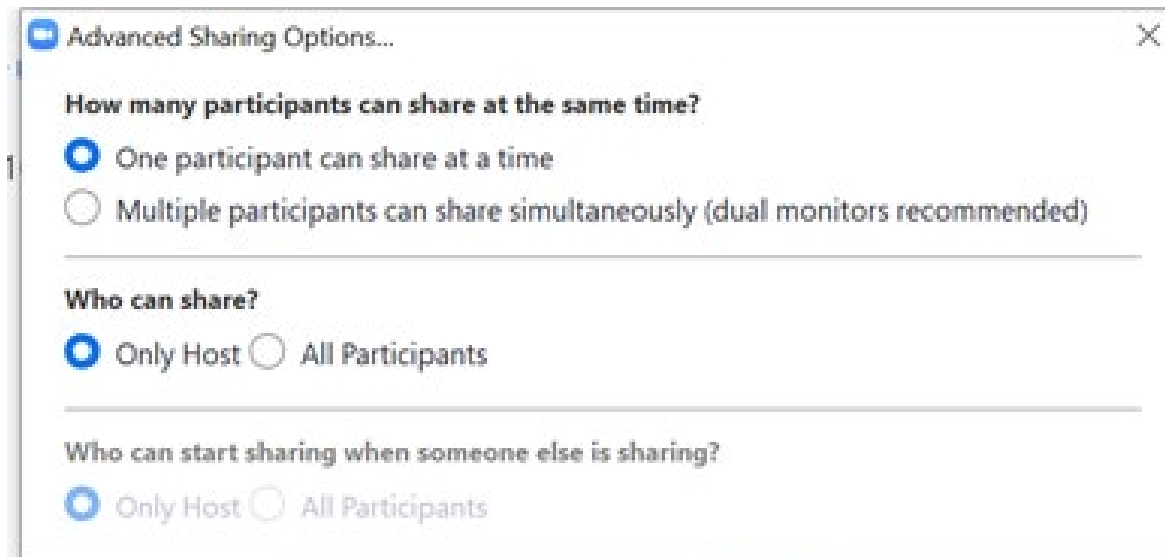 Advanced Sharing Options...
How many participants can share at the same time?
One participant can share at a time
Multiple participants can share simultaneously (dual monitors recommended)
Who can share?
Only Host All Participants
Who can start sharing when someone else is sharing?
Only Host All Participants